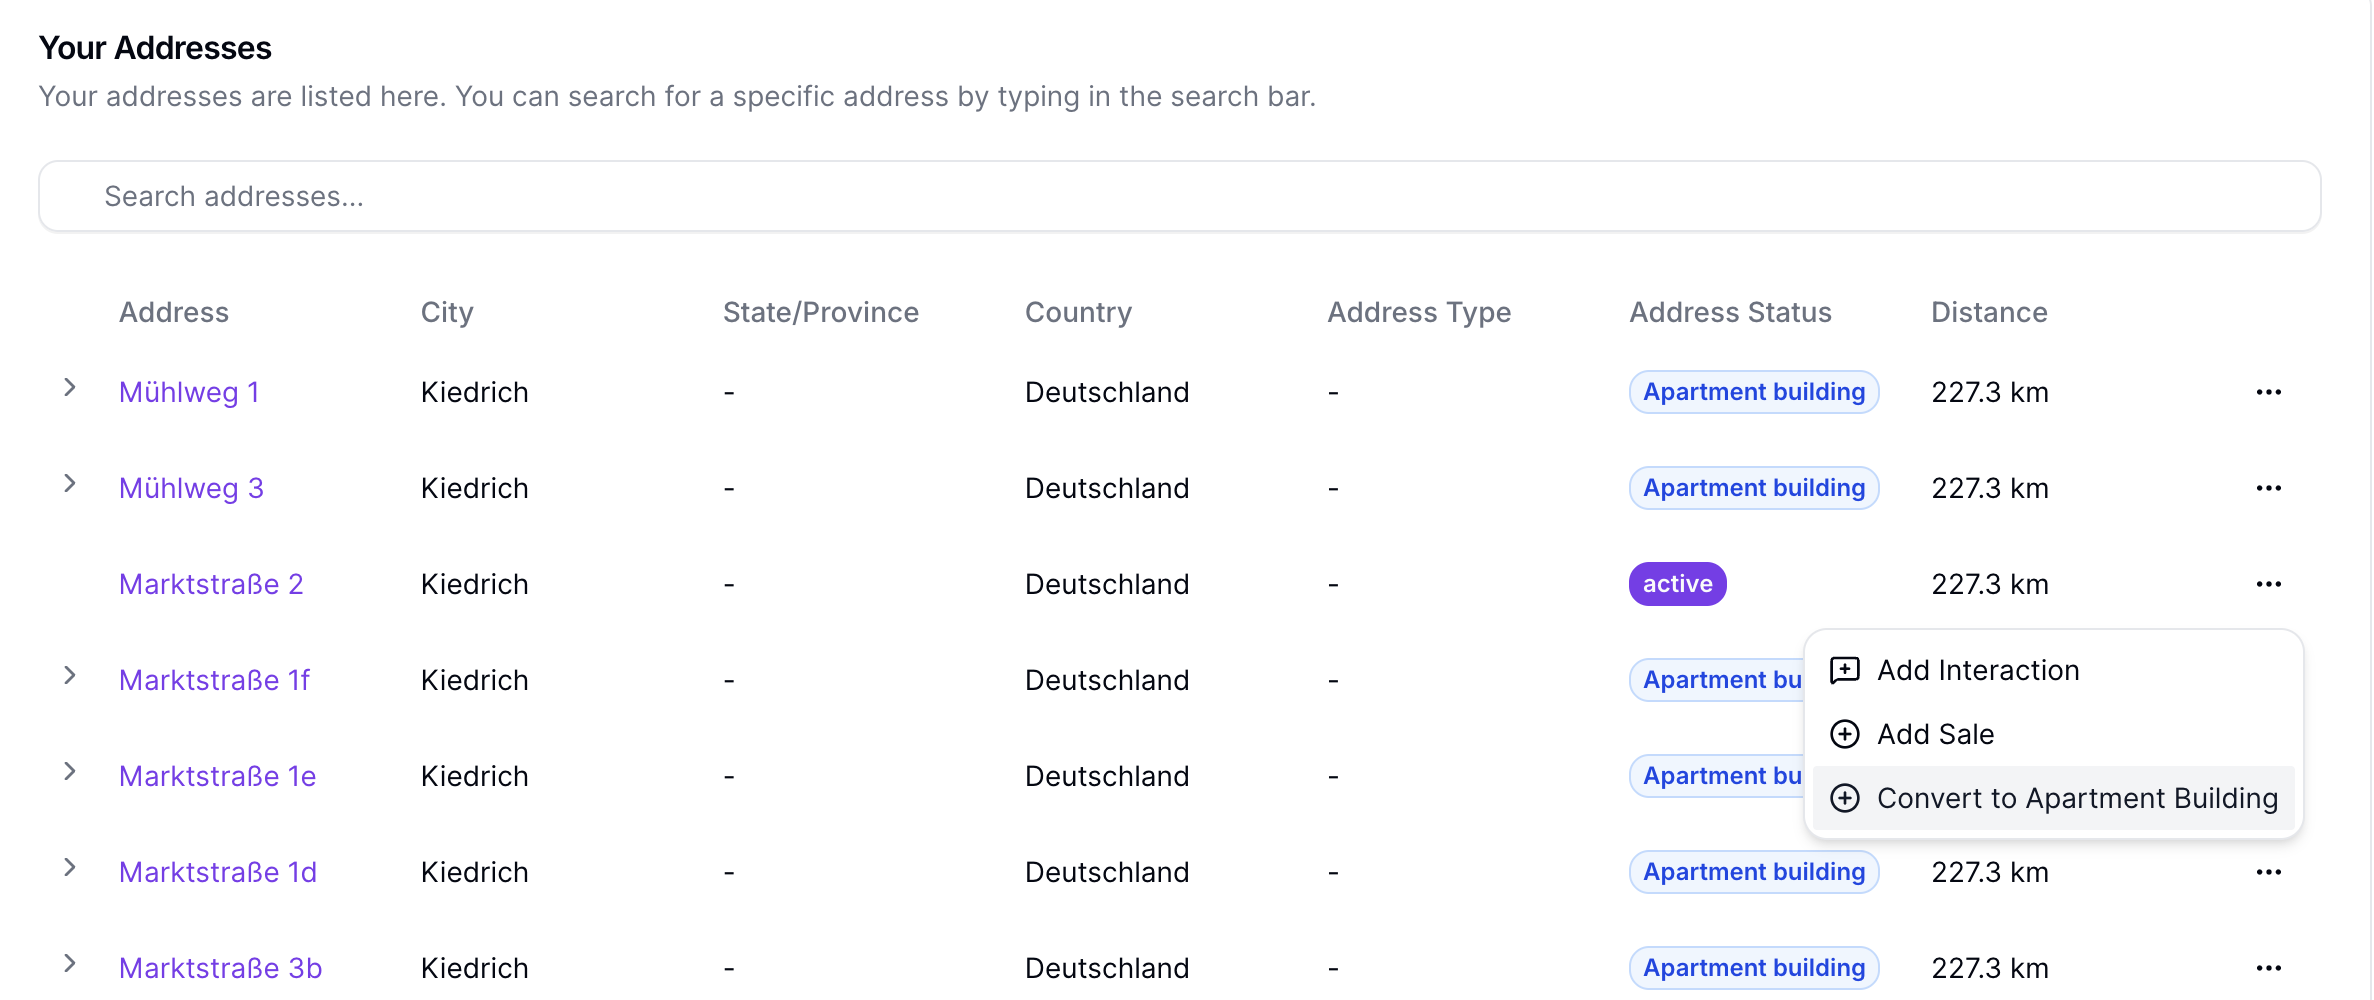 Your Addresses
Your addresses are listed here. You can search for a specific address by typing in the search bar.
Search addresses...
Address City State/Province Country Address Type Address Status Distance
Mühlweg 1 Kiedrich - Deutschland - Apartment building 227.3 km
Mühlweg 3 Kiedrich - Deutschland - Apartment building 227.3 km
Marktstraße 2 Kiedrich - Deutschland - active 227.3 km
Marktstraße 1f Kiedrich - Deutschland - Apartment bu
Add Interaction
Add Sale
Marktstraße 1e Kiedrich - Deutschland - Apartment bu
Convert to Apartment Building
Marktstraße 1d Kiedrich - Deutschland - Apartment building 227.3 km
Marktstraße 3b Kiedrich - Deutschland - Apartment building 227.3 km